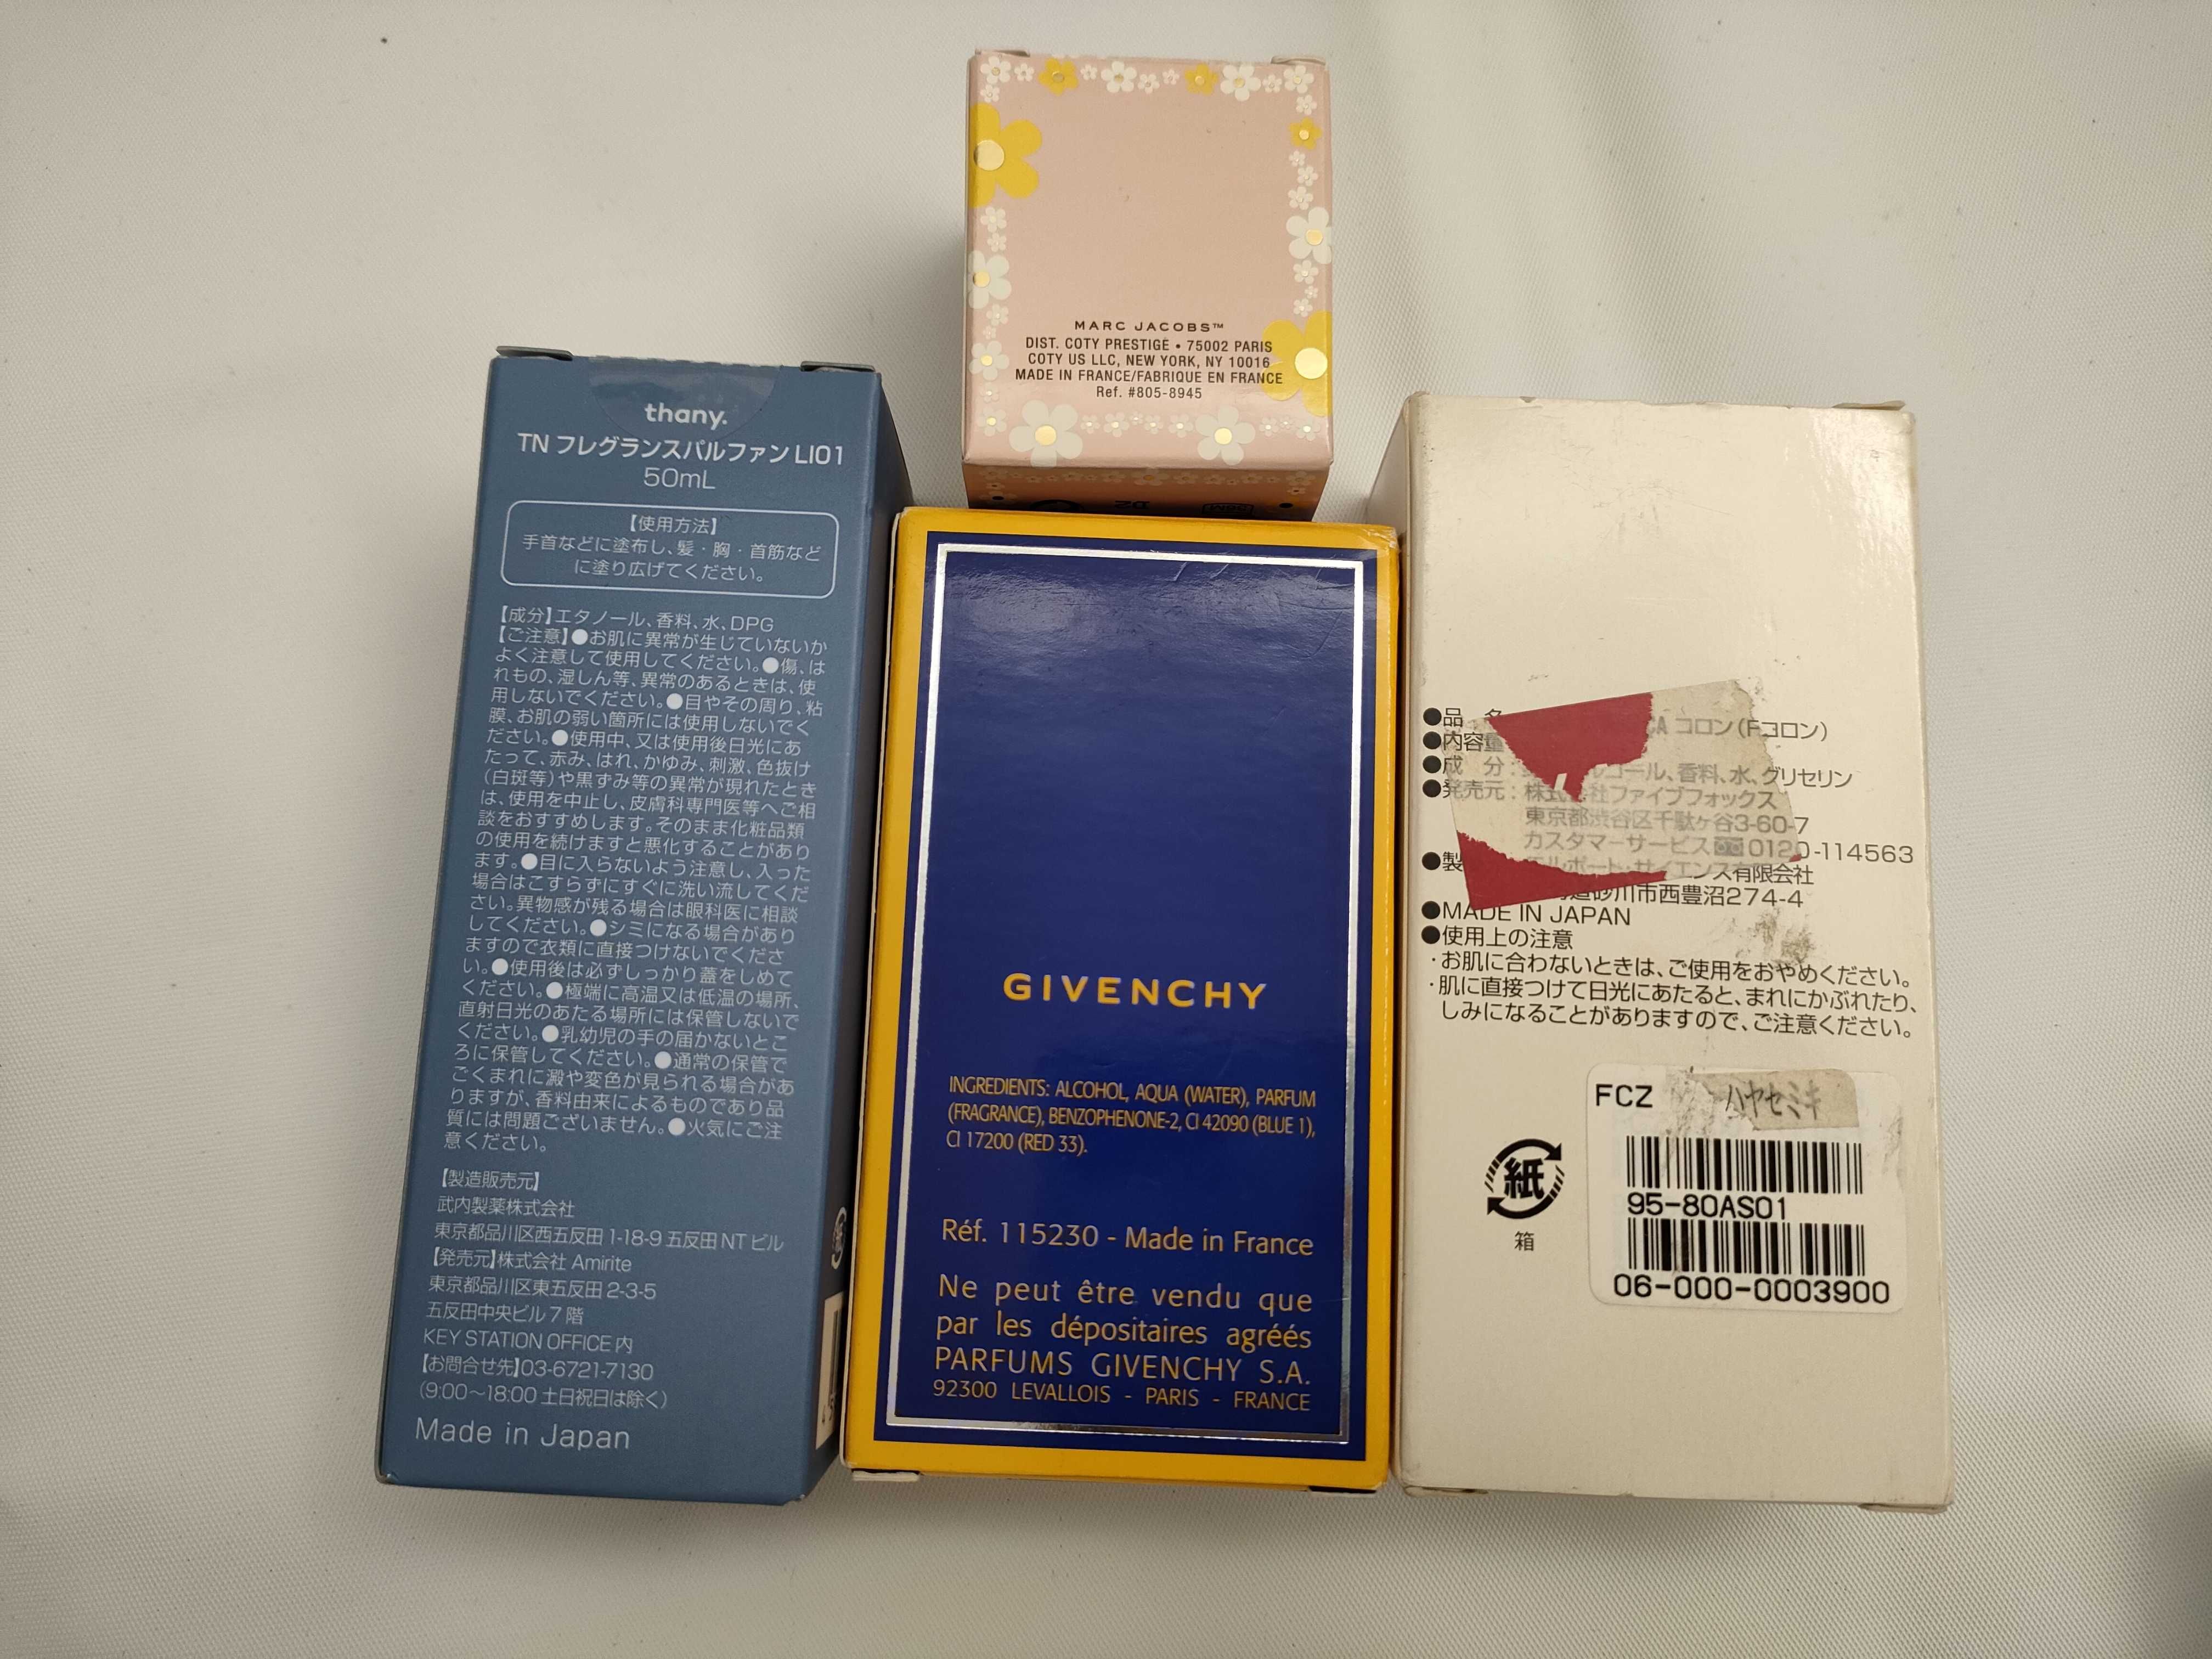 MARC JACOBS™
DIST. COTY PRESTIGE • 75002 PARIS
COTY US LLC, NEW YORK, NY 10016
MADE IN FRANCE/FABRIQUE EN FRANCE
Ref. #805-8945
thany.
TN フレグランスパルファン LI01
50mL
【使用方法】
手首などに塗布し、髪・胸・首筋など
に塗り広げてください。
【成分】エタノール、香料、水、DPG
【ご注意】●お肌に異常が生じていないか
よく注意して使用してください。●傷、は
れもの、湿しん等、異常のあるときは、使
用しないでください。●目やその周り、粘
膜、お肌の弱い箇所には使用しないでく
ださい。●使用中、又は使用後日光にあ
たって、赤み、はれ、かゆみ、刺激、色抜け
（白斑等）や黒ずみ等の異常が現れたとき
は、使用を中止し、皮膚科専門医等へご相
談をおすすめします。そのまま化粧品類
の使用を続けますと悪化することがあり
ます。●目に入らないよう注意し、入った
場合はこすらずにすぐに洗い流してくだ
さい。異物感が残る場合は眼科医に相談
してください。●シミになる場合があり
ますので衣類に直接つけないでくださ
い。●使用後は必ずしっかり蓋をしめて
ください。●極端に高温又は低温の場所、
直射日光のあたる場所には保管しないで
ください。●乳幼児の手の届かないとこ
ろに保管してください。●通常の保管で
ごくまれに澱や変色が見られる場合があ
りますが、香料由来によるものであり品
質には問題ございません。●火気にご注
意ください。
【製造販売元】
武内製薬株式会社
東京都品川区西五反田 1-18-9 五反田 NT ビル
【発売元】株式会社 Amirite
東京都品川区東五反田 2-3-5
五反田中央ビル 7 階
KEY STATION OFFICE 内
【お問合せ先】03-6721-7130
（9:00〜18:00 土日祝日は除く）
Made in Japan
GIVENCHY
INGREDIENTS: ALCOHOL, AQUA (WATER), PARFUM
(FRAGRANCE), BENZOPHENONE-2, CI 42090 (BLUE 1),
CI 17200 (RED 33).
Réf. 115230 - Made in France
Ne peut être vendu que
par les dépositaires agréés
PARFUMS GIVENCHY S.A.
92300 LEVALLOIS - PARIS - FRANCE
●品 名 CA コロン（Fコロン）
●内容量
●成 分： コール、香料、水、グリセリン
●発売元：株式会社ファイブフォックス
東京都渋谷区千駄ヶ谷3-60-7
カスタマーサービス 0120-114563
●製 ルポート・サイエンス有限会社
砂川市西豊沼274-4
●MADE IN JAPAN
●使用上の注意
・お肌に合わないときは、ご使用をおやめください。
・肌に直接つけて日光にあたると、まれにかぶれたり、
しみになることがありますので、ご注意ください。
FCZ ハヤセミキ
紙
箱
95-80AS01
06-000-0003900